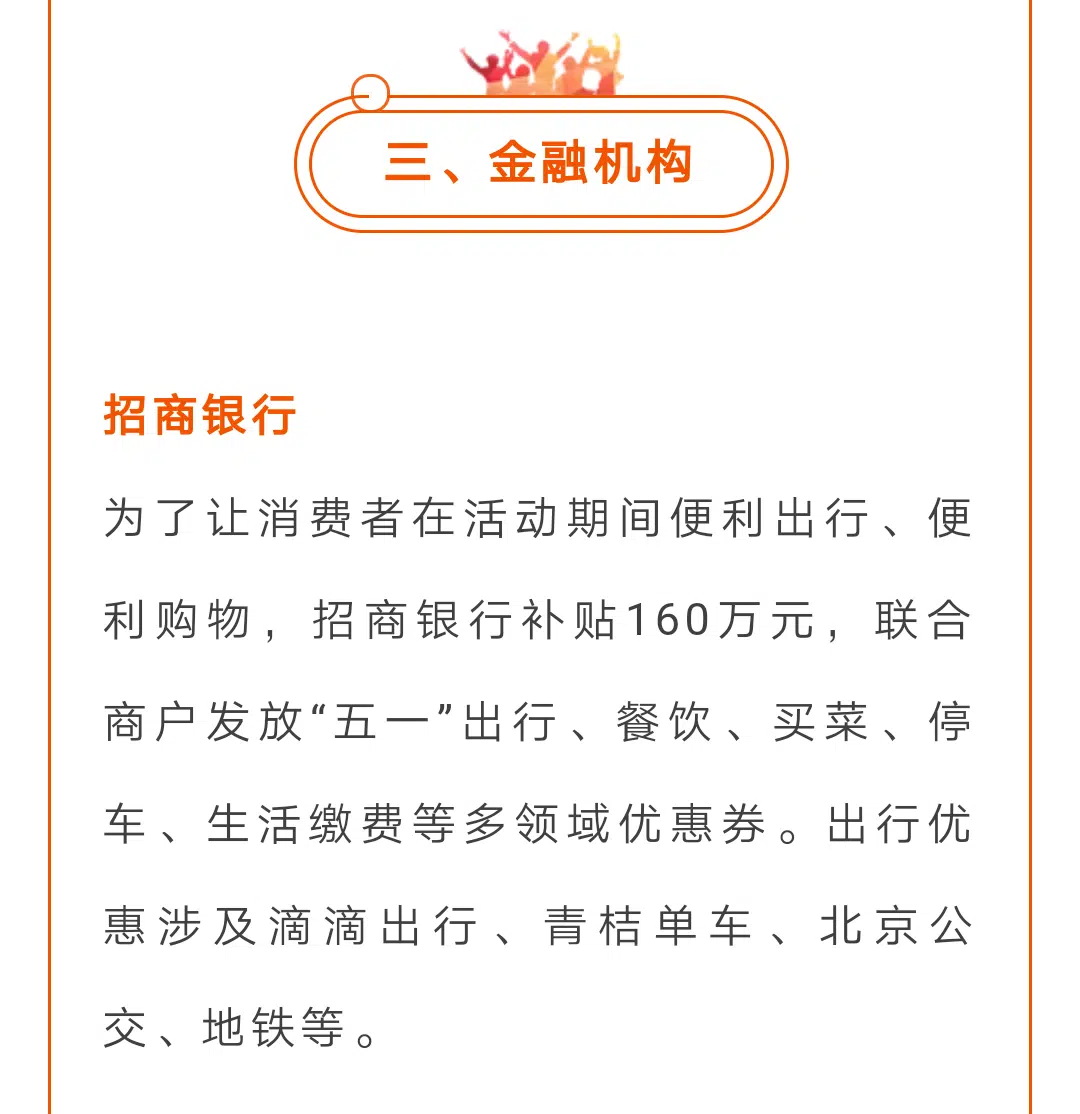 三、金融机构
招商银行
为了让消费者在活动期间便利出行、便
利购物，招商银行补贴160万元，联合
商户发放“五一”出行、餐饮、买菜、停
车、生活缴费等多领域优惠券。出行优
惠涉及滴滴出行、青桔单车、北京公
交、地铁等。